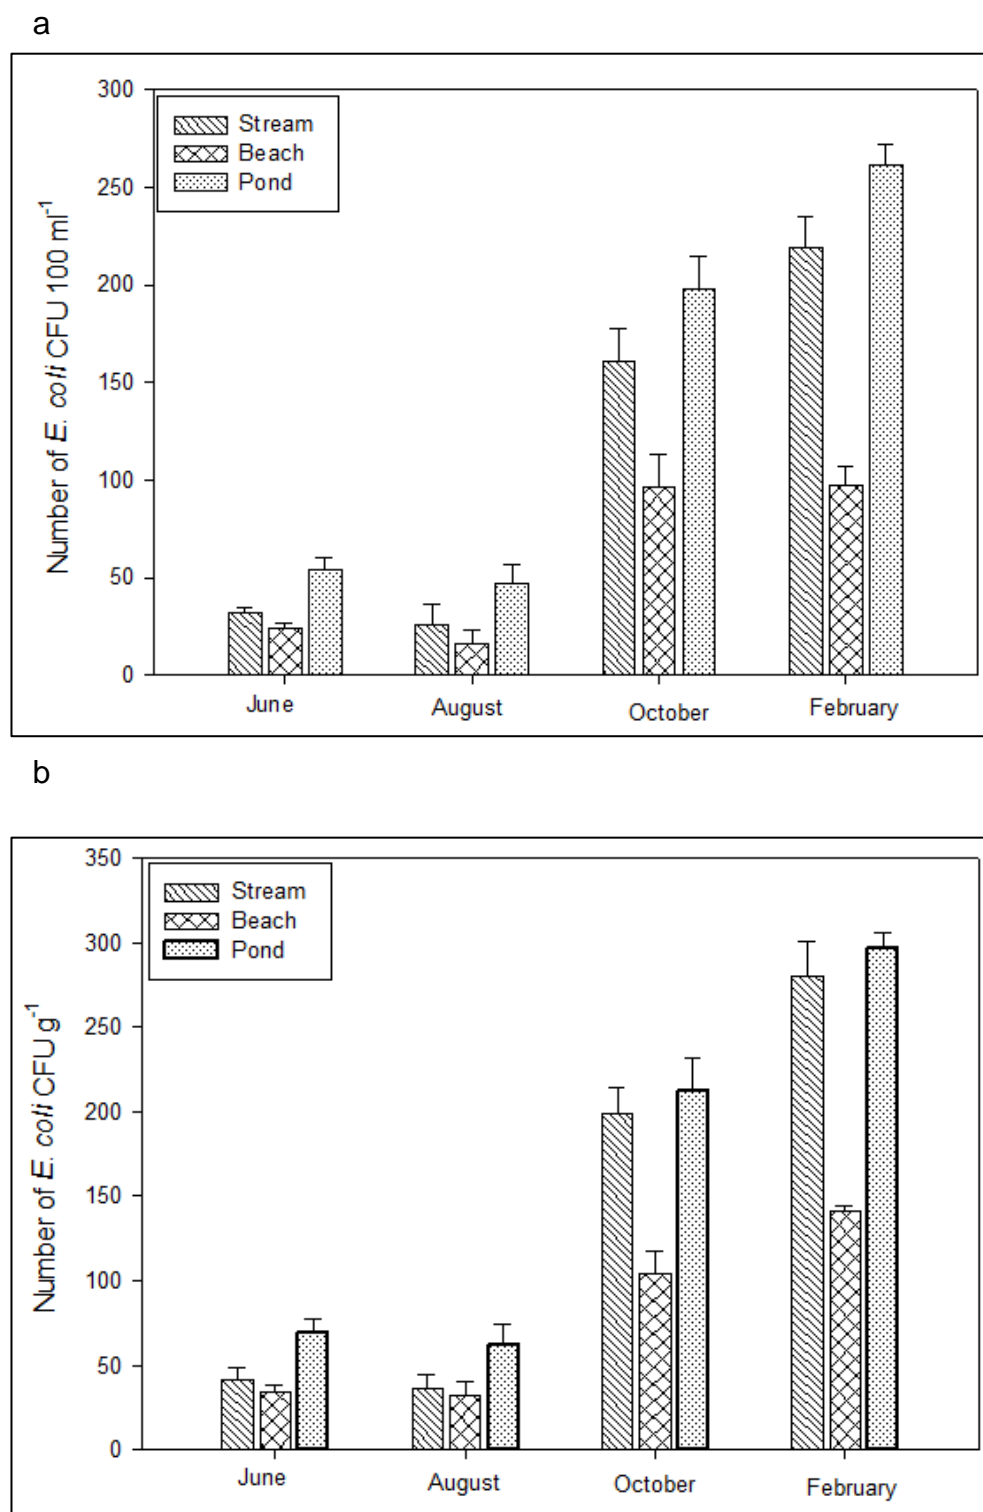 a
300
250
200
150
100
50
0
Number of E. coli CFU 100 ml⁻¹
Stream
Beach
Pond
June August October February
b
350
300
250
200
150
100
50
0
Number of E. coli CFU g⁻¹
Stream
Beach
Pond
June August October February